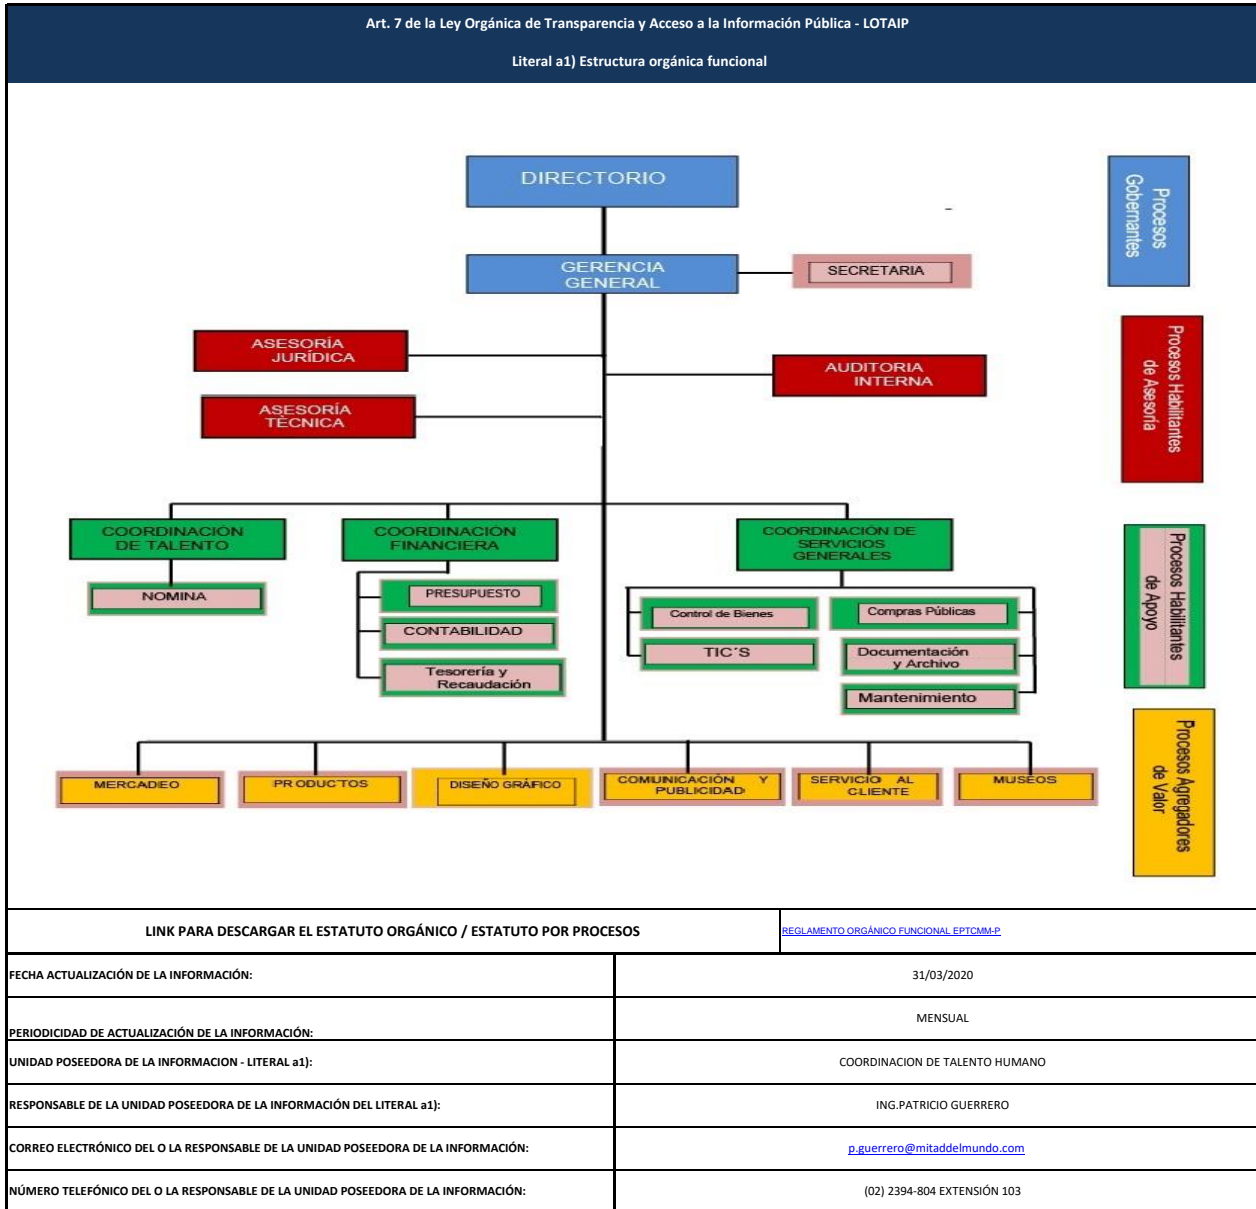 Art. 7 de la Ley Orgánica de Transparencia y Acceso a la Información Pública - LOTAIP
Literal a1) Estructura orgánica funcional
DIRECTORIO
Procesos
Gobernantes
GERENCIA
GENERAL
SECRETARIA
ASESORÍA
JURÍDICA
AUDITORIA
INTERNA
Procesos Habilitantes
de Asesoría
ASESORÍA
TÈCNICA
COORDINACIÓN
DE TALENTO
COORDINACIÓN
FINANCIERA
COORDINACIÓN DE
SERVICIOS
GENERALES
Procesos Habilitantes
de Apoyo
NOMINA
PRESUPUESTO
CONTABILIDAD
Tesorería y
Recaudación
Control de Bienes
Compras Públicas
TIC´S
Documentación
y Archivo
Mantenimiento
Procesos Agregadores
de Valor
MERCADEO
PRODUCTOS
DISEÑO GRÁFICO
COMUNICACIÓN Y
PUBLICIDAD
SERVICIO AL
CLIENTE
MUSEOS
LINK PARA DESCARGAR EL ESTATUTO ORGÁNICO / ESTATUTO POR PROCESOS
REGLAMENTO ORGÁNICO FUNCIONAL EPTCMM-P
FECHA ACTUALIZACIÓN DE LA INFORMACIÓN:
31/03/2020
PERIODICIDAD DE ACTUALIZACIÓN DE LA INFORMACIÓN:
MENSUAL
UNIDAD POSEEDORA DE LA INFORMACION - LITERAL a1):
COORDINACION DE TALENTO HUMANO
RESPONSABLE DE LA UNIDAD POSEEDORA DE LA INFORMACIÓN DEL LITERAL a1):
ING.PATRICIO GUERRERO
CORREO ELECTRÓNICO DEL O LA RESPONSABLE DE LA UNIDAD POSEEDORA DE LA INFORMACIÓN:
p.guerrero@mitaddelmundo.com
NÚMERO TELEFÓNICO DEL O LA RESPONSABLE DE LA UNIDAD POSEEDORA DE LA INFORMACIÓN:
(02) 2394-804 EXTENSIÓN 103